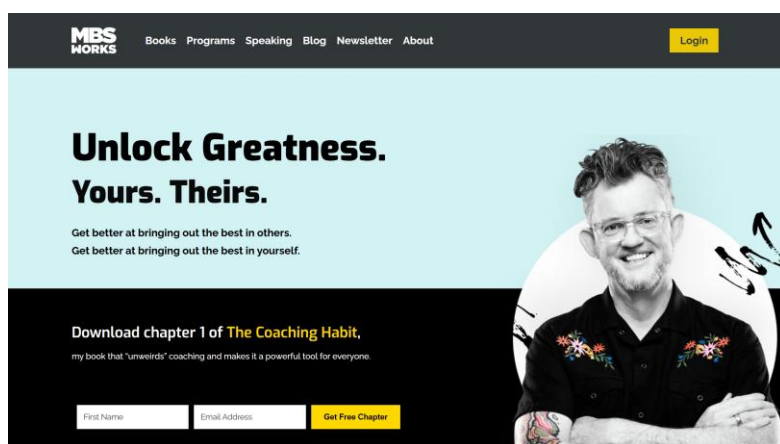 MBS
WORKS
Books Programs Speaking Blog Newsletter About
Login
Unlock Greatness.
Yours. Theirs.
Get better at bringing out the best in others.
Get better at bringing out the best in yourself.
Download chapter 1 of The Coaching Habit,
my book that "unweirds" coaching and makes it a powerful tool for everyone.
First Name
Email Address
Get Free Chapter